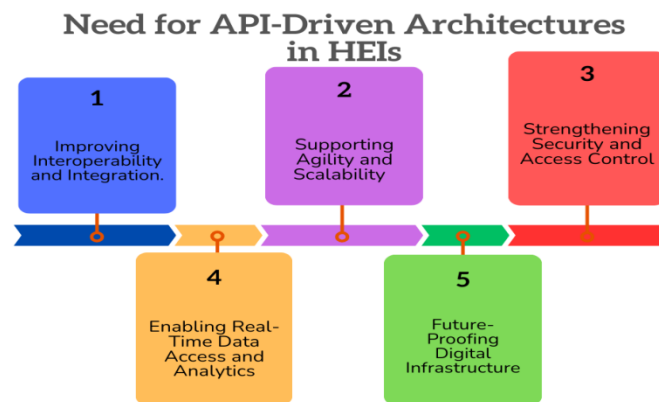 Need for API-Driven Architectures
in HEIs
1
Improving
Interoperability
and Integration.
2
Supporting
Agility and
Scalability
3
Strengthening
Security and
Access Control
4
Enabling Real-
Time Data
Access and
Analytics
5
Future-
Proofing
Digital
Infrastructure